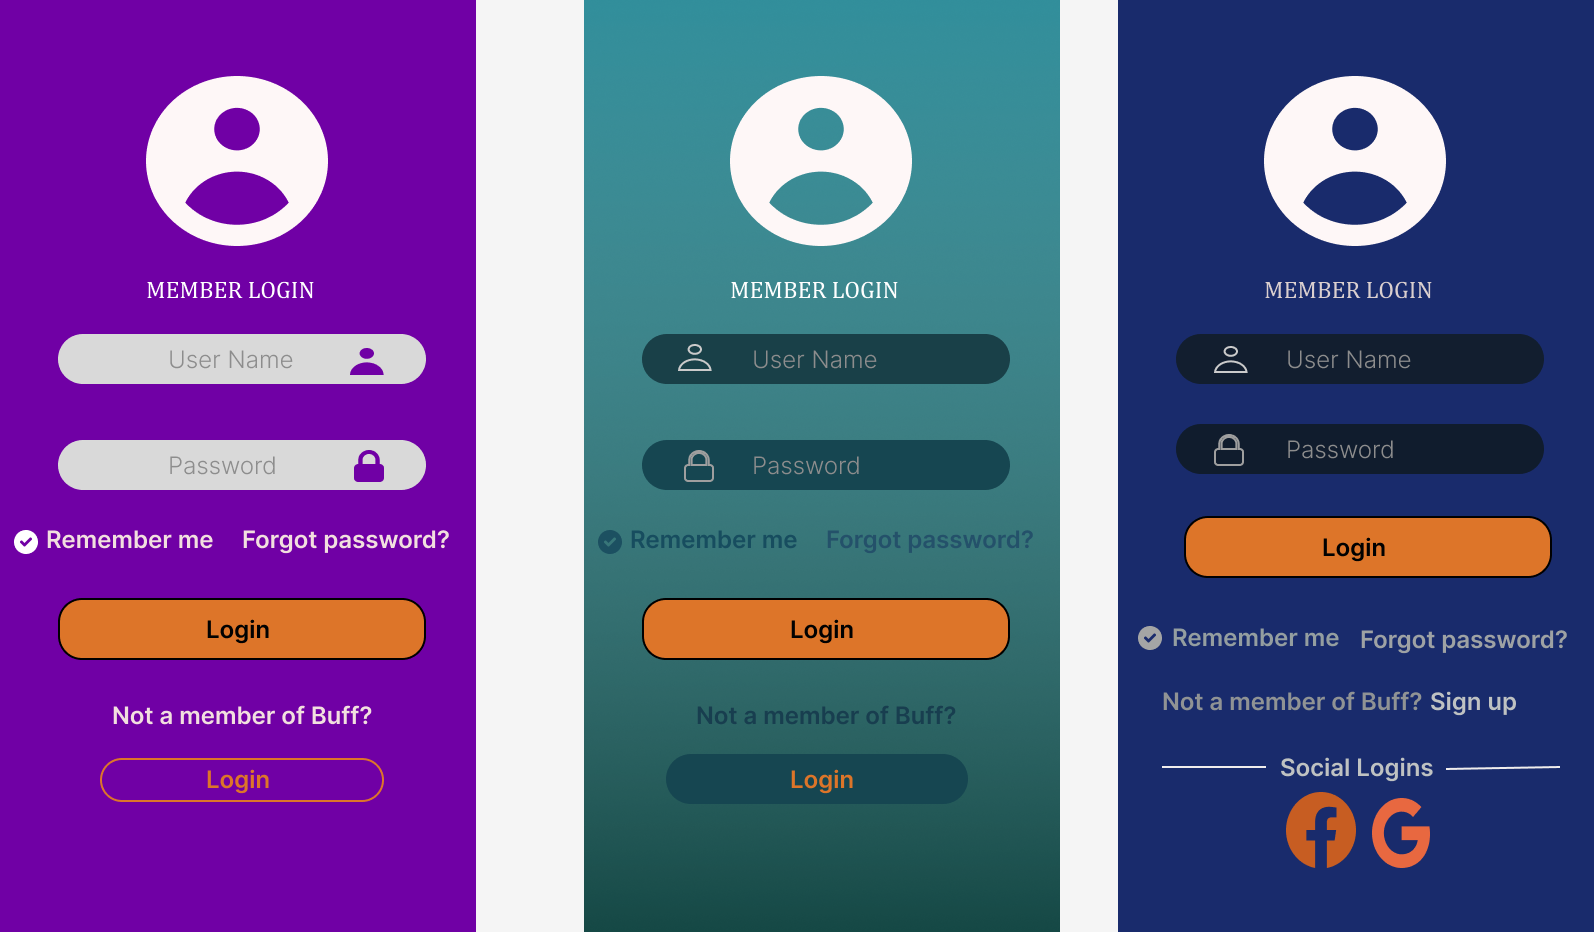 MEMBER LOGIN
User Name
Password
Remember me
Forgot password?
Login
Not a member of Buff?
Login
MEMBER LOGIN
User Name
Password
Remember me
Forgot password?
Login
Not a member of Buff?
Login
MEMBER LOGIN
User Name
Password
Login
Remember me
Forgot password?
Not a member of Buff? Sign up
Social Logins